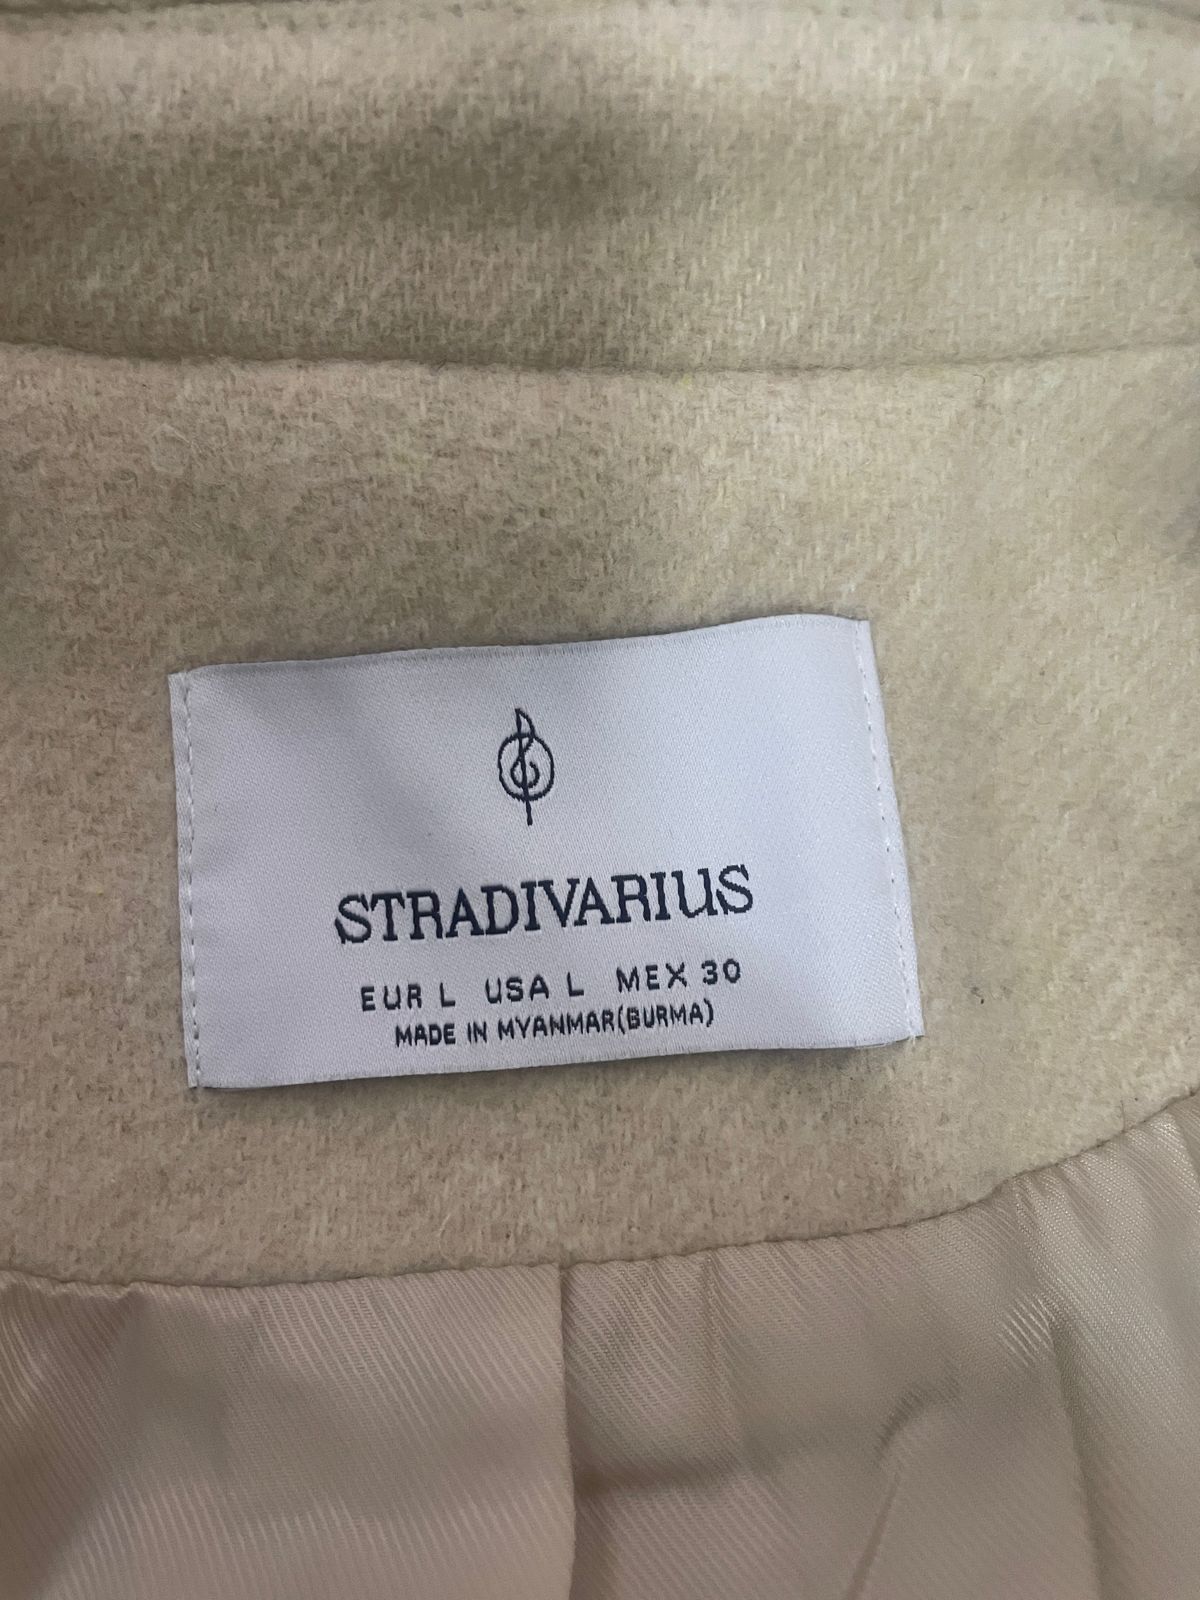 STRADIVARIUS
EUR L USA L MEX 30
MADE IN MYANMAR(BURMA)